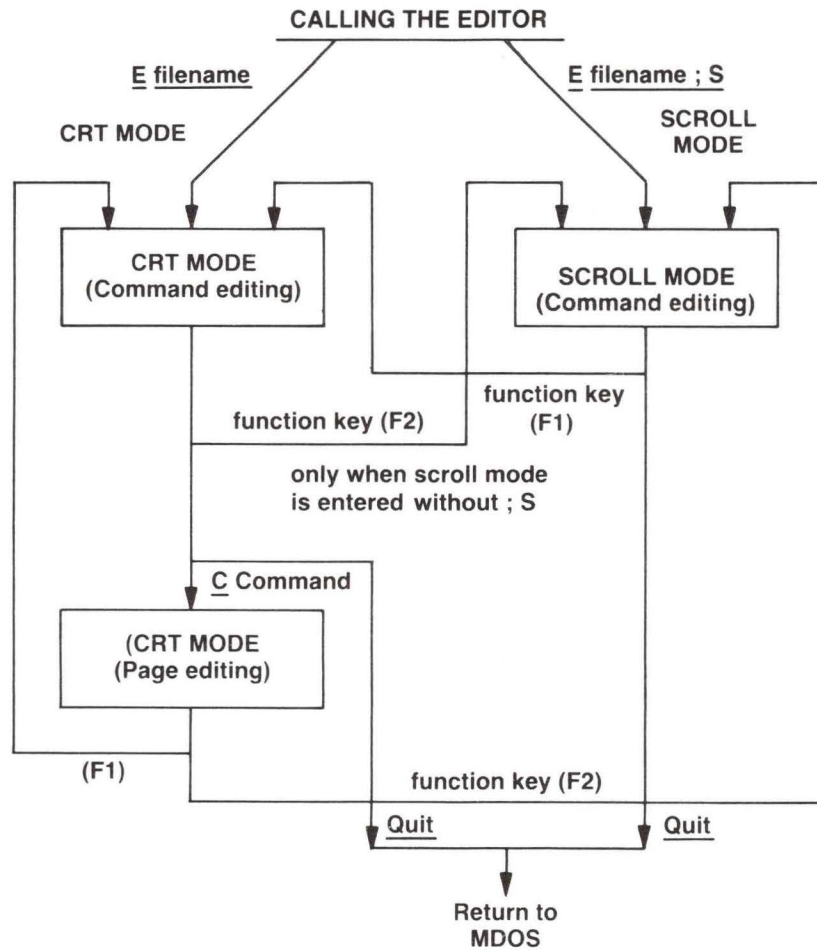 CALLING THE EDITOR
E filename
E filename ; S
CRT MODE
SCROLL
MODE
CRT MODE
(Command editing)
SCROLL MODE
(Command editing)
function key (F2)
function key
(F1)
only when scroll mode
is entered without ; S
C Command
(CRT MODE
(Page editing)
(F1)
function key (F2)
Quit
Quit
Return to
MDOS